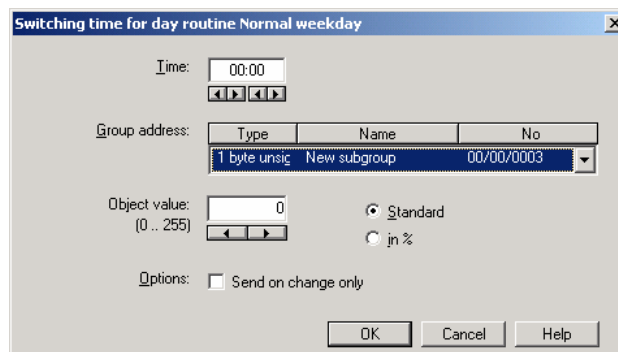 Switching time for day routine Normal weekday
Time: 00:00
Group address: Type Name No
1 byte unsig New subgroup 00/00/0003
Object value: 0 Standard
(0 .. 255) in %
Options: Send on change only
OK Cancel Help